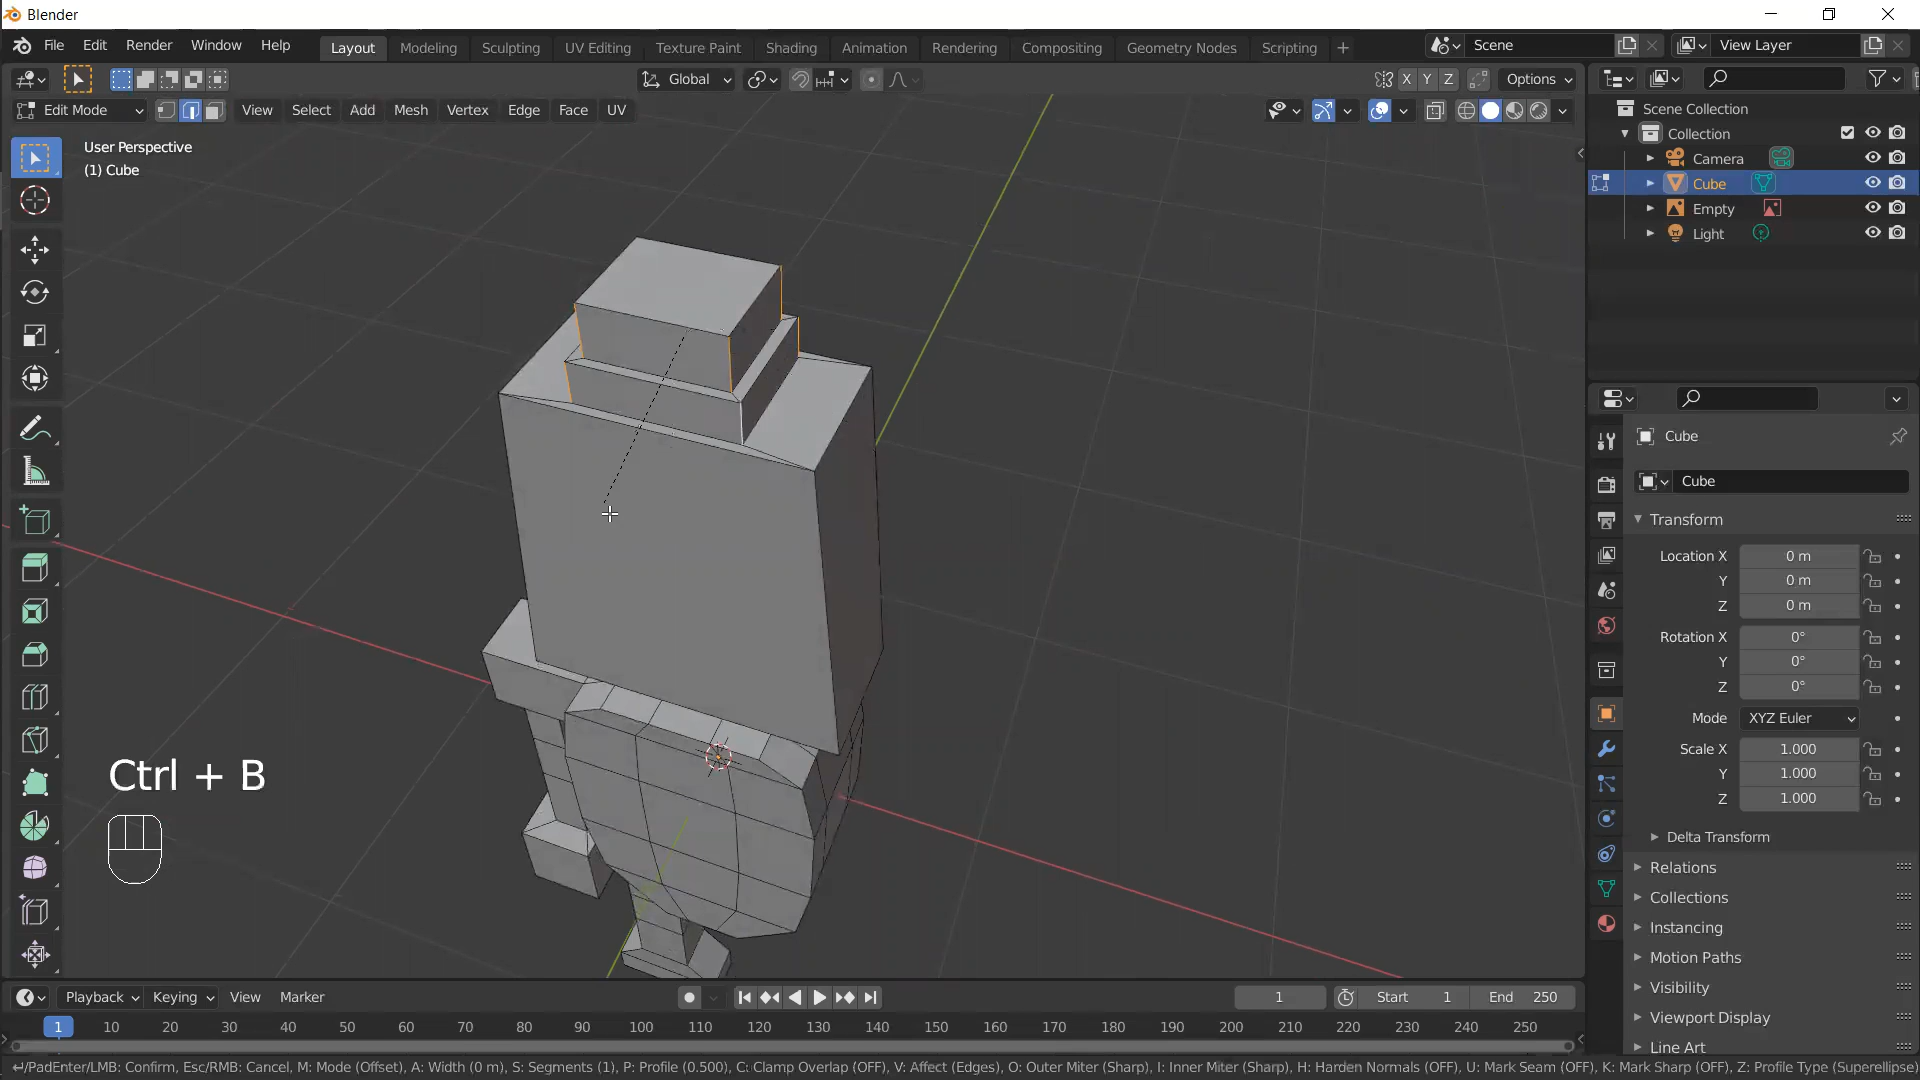 Blender
File Edit Render Window Help
Layout Modeling Sculpting UV Editing Texture Paint Shading Animation Rendering Compositing Geometry Nodes Scripting +
Scene
View Layer
Global
X Y Z
Options
Edit Mode
View Select Add Mesh Vertex Edge Face UV
User Perspective
(1) Cube
Scene Collection
Collection
Camera
Cube
Empty
Light
Cube
Cube
Transform
Location X 0 m
Y 0 m
Z 0 m
Rotation X 0°
Y 0°
Z 0°
Mode XYZ Euler
Scale X 1.000
Y 1.000
Z 1.000
Delta Transform
Relations
Collections
Instancing
Motion Paths
Visibility
Viewport Display
Line Art
Ctrl + B
Playback Keying View Marker
1
Start 1
End 250
1 10 20 30 40 50 60 70 80 90 100 110 120 130 140 150 160 170 180 190 200 210 220 230 240 250
/PadEnter/LMB: Confirm, Esc/RMB: Cancel, M: Mode (Offset), A: Width (0 m), S: Segments (1), P: Profile (0.500), C: Clamp Overlap (OFF), V: Affect (Edges), O: Outer Miter (Sharp), I: Inner Miter (Sharp), H: Harden Normals (OFF), U: Mark Seam (OFF), K: Mark Sharp (OFF), Z: Profile Type (Superellipse)